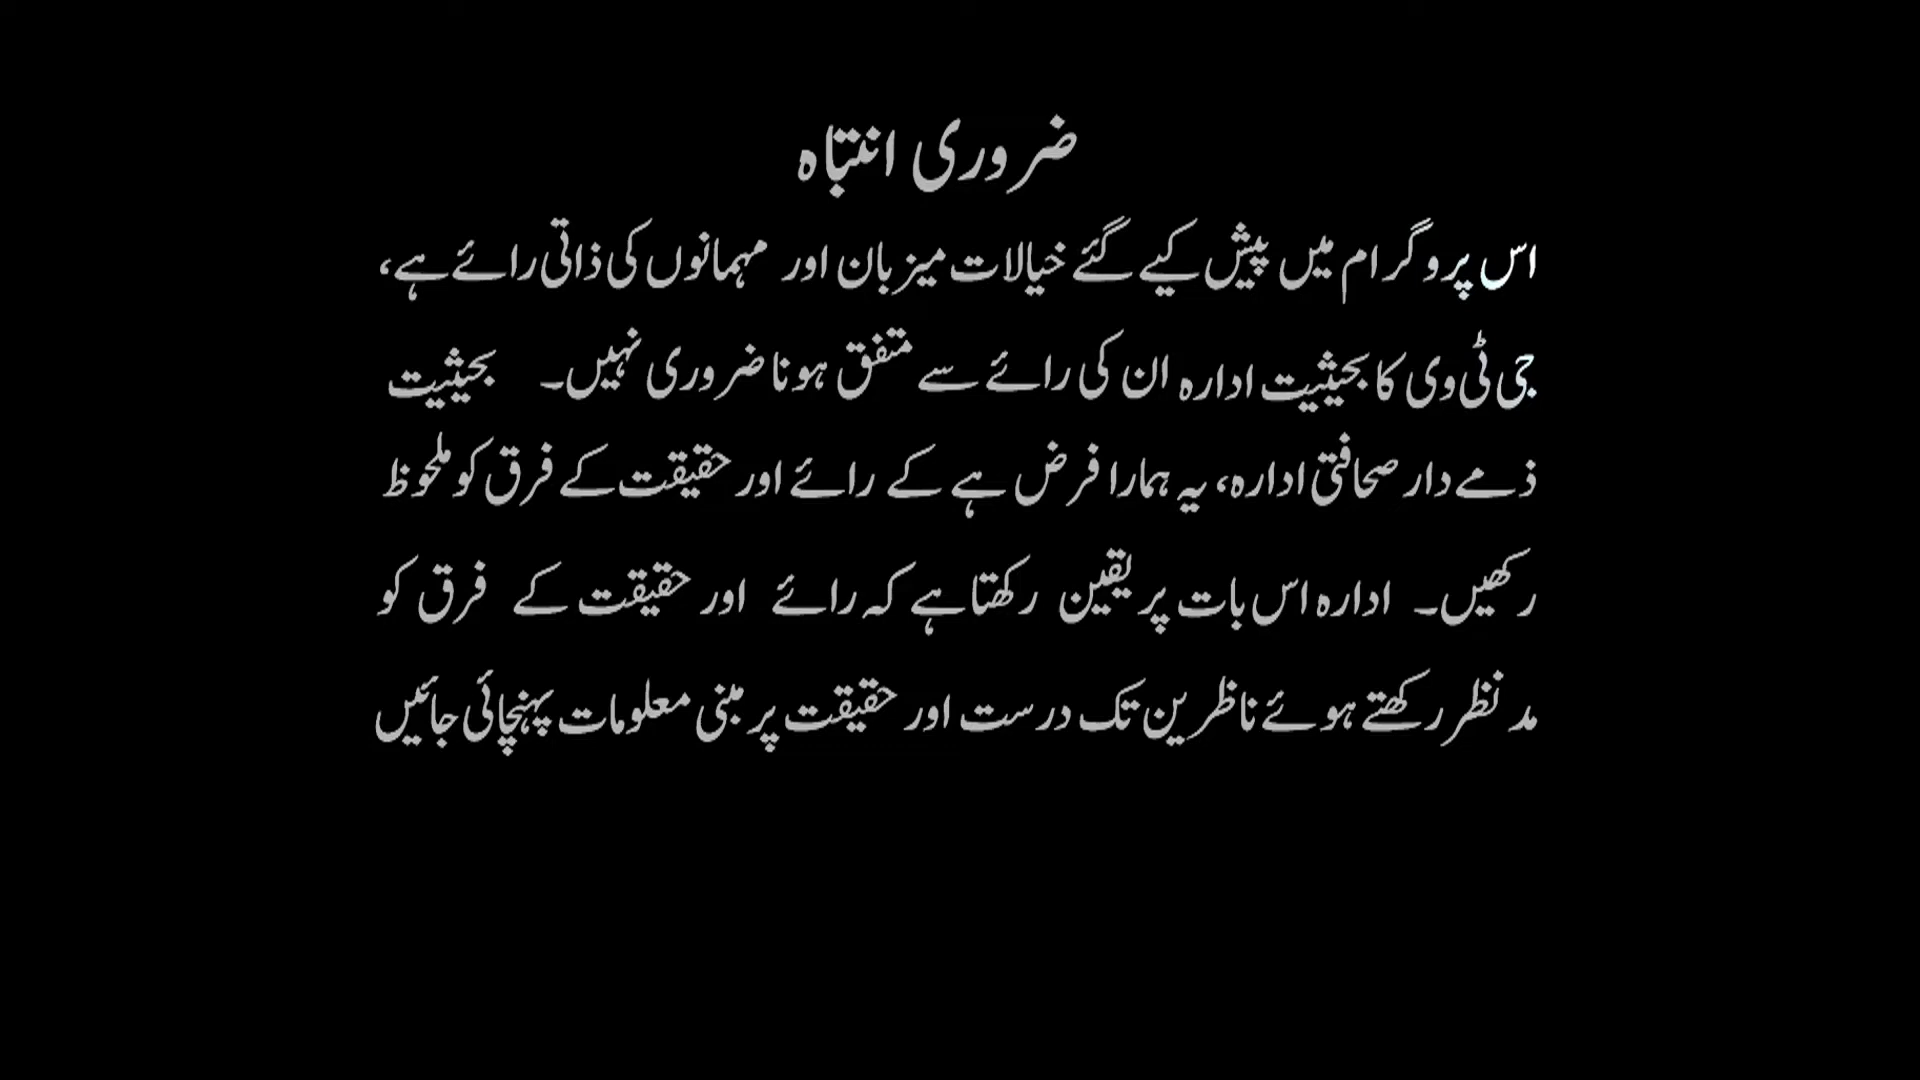 ضروری انتباہ
اس پروگرام میں پیش کیے گئے خیالات میزبان اور مہمانوں کی ذاتی رائے ہے،
جی ٹی وی کا بحیثیت ادارہ ان کی رائے سے متفق ہونا ضروری نہیں۔ بحیثیت
ذمے دار صحافتی ادارہ، یہ ہمارا فرض ہے کے رائے اور حقیقت کے فرق کو ملحوظ
رکھیں۔ ادارہ اس بات پر یقین رکھتا ہے کہ رائے اور حقیقت کے فرق کو
مد نظر رکھتے ہوئے ناظرین تک درست اور حقیقت پر مبنی معلومات پہنچائی جائیں